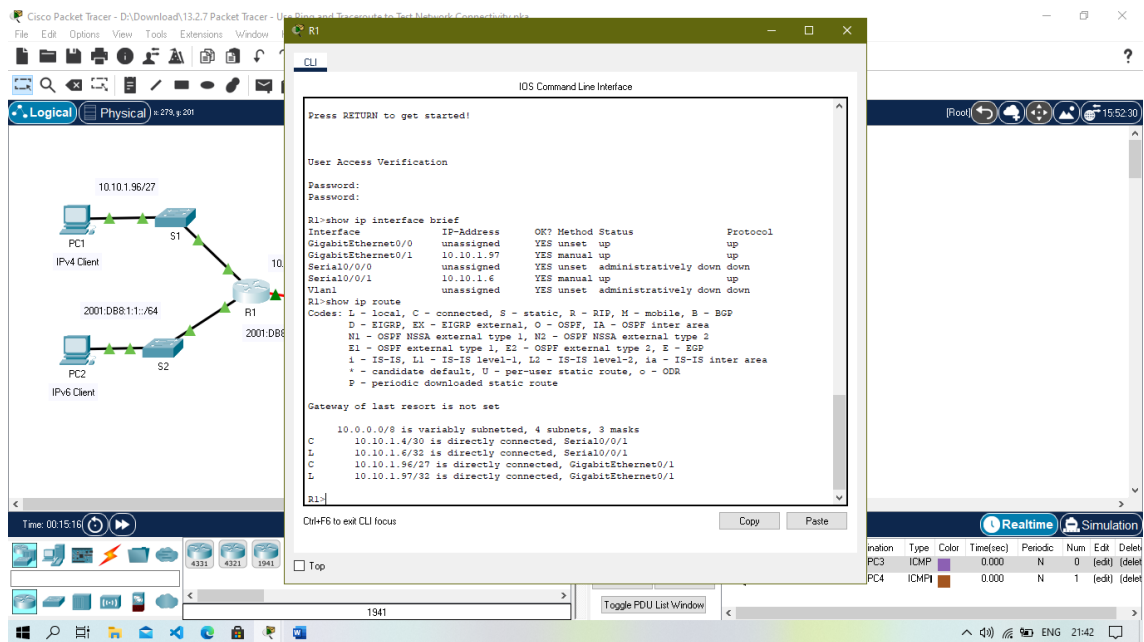 Cisco Packet Tracer - D:\Download\13.2.7 Packet Tracer - Use Ping and Traceroute to Test Network Connectivity.pka
File Edit Options View Tools Extensions Window
R1
CLI
IOS Command Line Interface
Logical
Physical
x: 279, y: 201
[Root]
15:52:30
Press RETURN to get started!
User Access Verification
Password:
Password:
R1>show ip interface brief
Interface IP-Address OK? Method Status Protocol
GigabitEthernet0/0 unassigned YES unset up up
GigabitEthernet0/1 10.10.1.97 YES manual up up
Serial0/0/0 unassigned YES unset administratively down down
Serial0/0/1 10.10.1.6 YES manual up up
Vlan1 unassigned YES unset administratively down down
R1>show ip route
Codes: L - local, C - connected, S - static, R - RIP, M - mobile, B - BGP
D - EIGRP, EX - EIGRP external, O - OSPF, IA - OSPF inter area
N1 - OSPF NSSA external type 1, N2 - OSPF NSSA external type 2
E1 - OSPF external type 1, E2 - OSPF external type 2, E - EGP
i - IS-IS, L1 - IS-IS level-1, L2 - IS-IS level-2, ia - IS-IS inter area
* - candidate default, U - per-user static route, o - ODR
P - periodic downloaded static route
Gateway of last resort is not set
10.0.0.0/8 is variably subnetted, 4 subnets, 3 masks
C 10.10.1.4/30 is directly connected, Serial0/0/1
L 10.10.1.6/32 is directly connected, Serial0/0/1
C 10.10.1.96/27 is directly connected, GigabitEthernet0/1
L 10.10.1.97/32 is directly connected, GigabitEthernet0/1
R1>
Ctrl+F6 to exit CLI focus
Copy
Paste
Top
10.10.1.96/27
PC1
S1
IPv4 Client
10.
2001:DB8:1:1::/64
R1
2001:DB8
PC2
S2
IPv6 Client
Time: 00:15:16
Realtime
Simulation
4331
4321
1941
1941
Toggle PDU List Window
ination Type Color Time(sec) Periodic Num Edit Delet
PC3 ICMP 0.000 N 0 (edit) (delet
PC4 ICMP 0.000 N 1 (edit) (delet
ENG 21:42